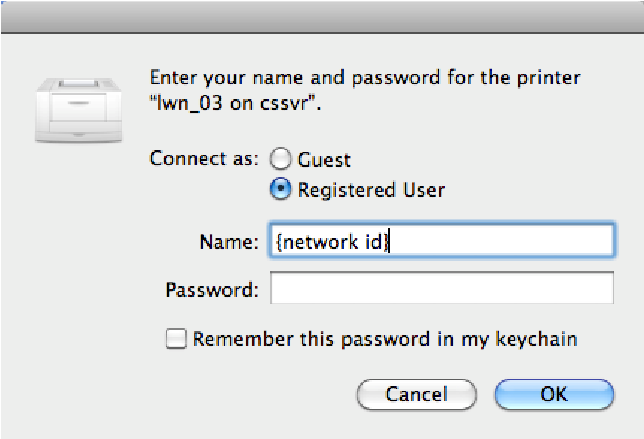 Enter your name and password for the printer
“lwn_03 on cssvr”.
Connect as: Guest
Registered User
Name: {network id}
Password:
Remember this password in my keychain
Cancel OK